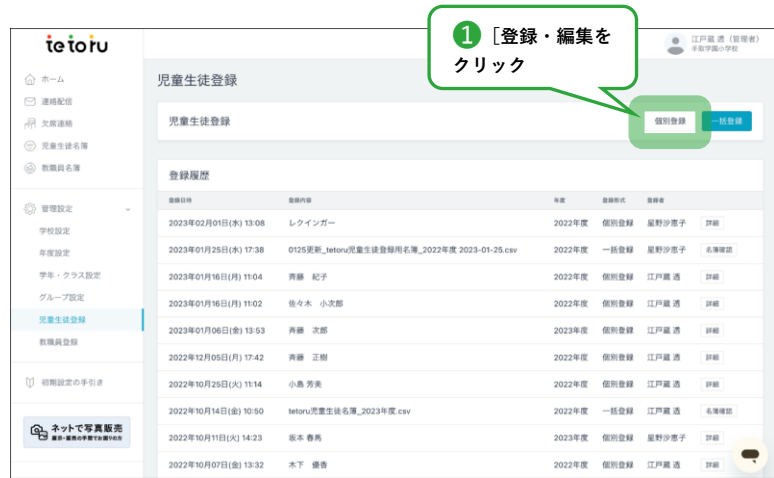 tetoru
❶ [登録・編集を
クリック
江戸蔵 透（管理者）
手取学園小学校
ホーム
連絡配信
欠席連絡
児童生徒名簿
教職員名簿
管理設定
学校設定
年度設定
学年・クラス設定
グループ設定
児童生徒登録
教職員登録
初期設定の手引き
ネットで写真販売
児童生徒登録
児童生徒登録
個別登録
一括登録
登録履歴
登録日時 登録内容 年度 登録形式 登録者
2023年02月01日(水) 13:08 レクインガー 2022年度 個別登録 星野沙恵子 詳細
2023年01月25日(水) 17:38 0125更新_tetoru児童生徒登録用名簿_2022年度 2023-01-25.csv 2022年度 一括登録 星野沙恵子 名簿確認
2023年01月16日(月) 11:04 斉藤 紀子 2022年度 個別登録 江戸蔵 透 詳細
2023年01月16日(月) 11:02 佐々木 小次郎 2022年度 個別登録 江戸蔵 透 詳細
2023年01月06日(金) 13:53 斉藤 次郎 2023年度 個別登録 江戸蔵 透 詳細
2022年12月05日(月) 17:42 斉藤 正樹 2022年度 個別登録 江戸蔵 透 詳細
2022年10月25日(火) 11:14 小島 芳美 2022年度 個別登録 江戸蔵 透 詳細
2022年10月14日(金) 10:50 tetoru児童生徒名簿_2023年度.csv 2022年度 一括登録 江戸蔵 透 名簿確認
2022年10月11日(火) 14:23 坂本 春馬 2023年度 個別登録 星野沙恵子 詳細
2022年10月07日(金) 13:32 木下 優香 2022年度 個別登録 江戸蔵 透 詳細